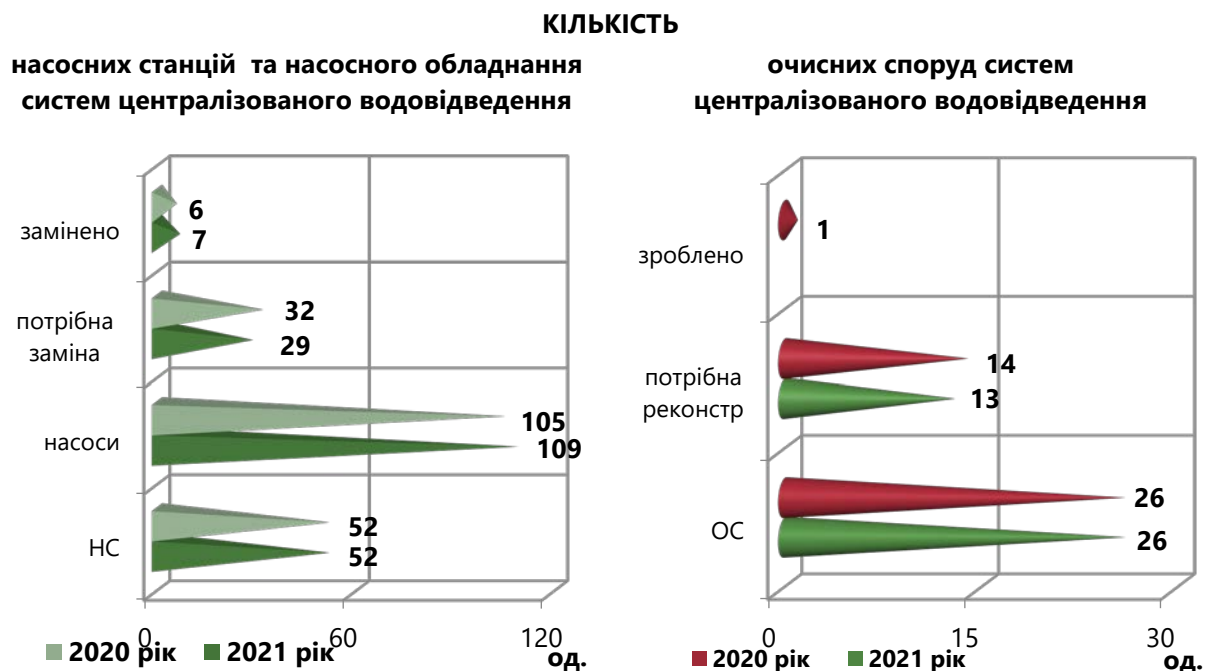 КІЛЬКІСТЬ
насосних станцій та насосного обладнання
систем централізованого водовідведення
замінено
6
7
потрібна
заміна
32
29
насоси
105
109
НС
52
52
0
60
120
2020 рік
2021 рік
од.
очисних споруд систем
централізованого водовідведення
зроблено
1
потрібна
реконстр
14
13
ОС
26
26
0
15
30
2020 рік
2021 рік
од.